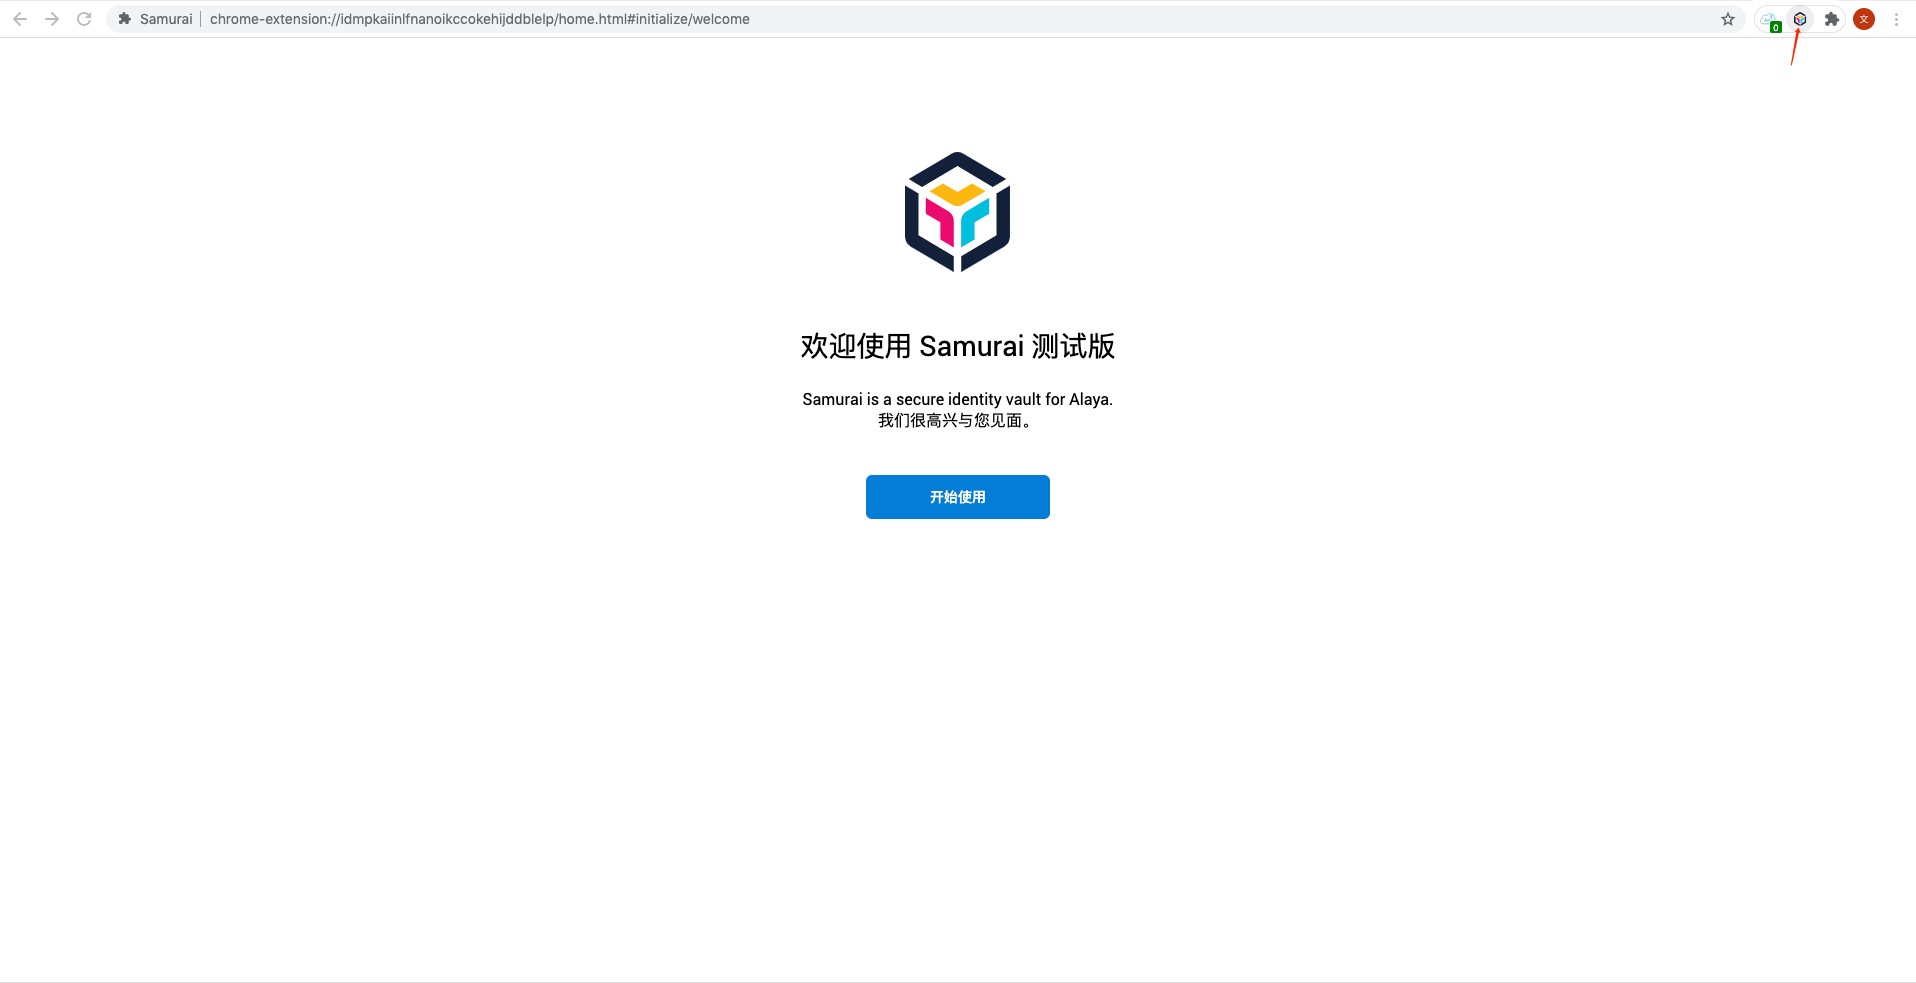 Samurai | chrome-extension://idmpkaiinlfnanoikccokehijddblelp/home.html#initialize/welcome
0
文
欢迎使用 Samurai 测试版
Samurai is a secure identity vault for Alaya.
我们很高兴与您见面。
开始使用